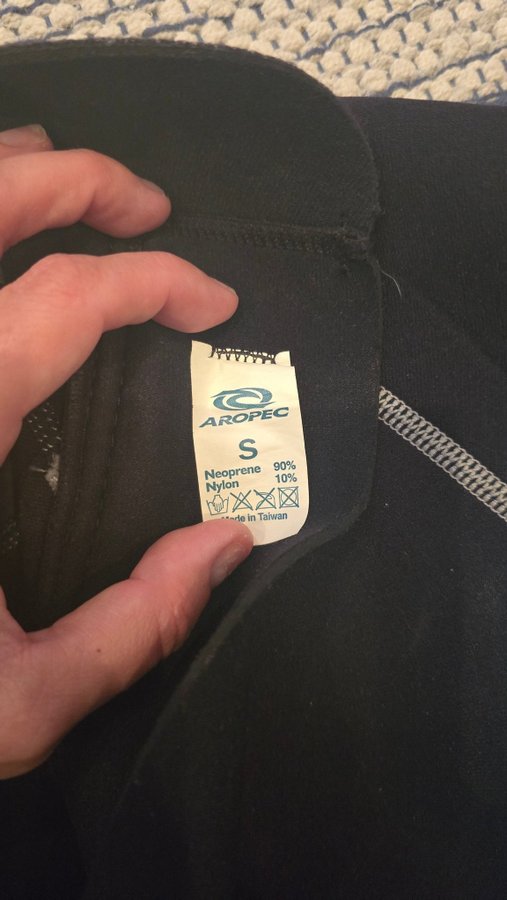 AROPEC
S
Neoprene 90%
Nylon 10%
Made in Taiwan